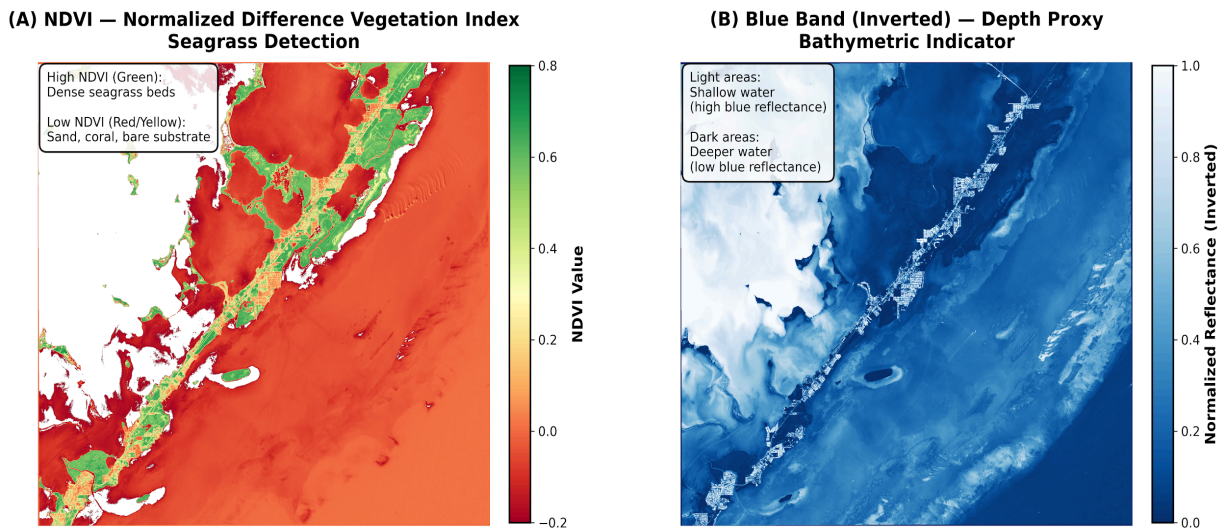 (A) NDVI — Normalized Difference Vegetation Index
Seagrass Detection
High NDVI (Green):
Dense seagrass beds
Low NDVI (Red/Yellow):
Sand, coral, bare substrate
0.8
0.6
0.4
0.2
0.0
−0.2
NDVI Value
(B) Blue Band (Inverted) — Depth Proxy
Bathymetric Indicator
Light areas:
Shallow water
(high blue reflectance)
Dark areas:
Deeper water
(low blue reflectance)
1.0
0.8
0.6
0.4
0.2
0.0
Normalized Reflectance (Inverted)